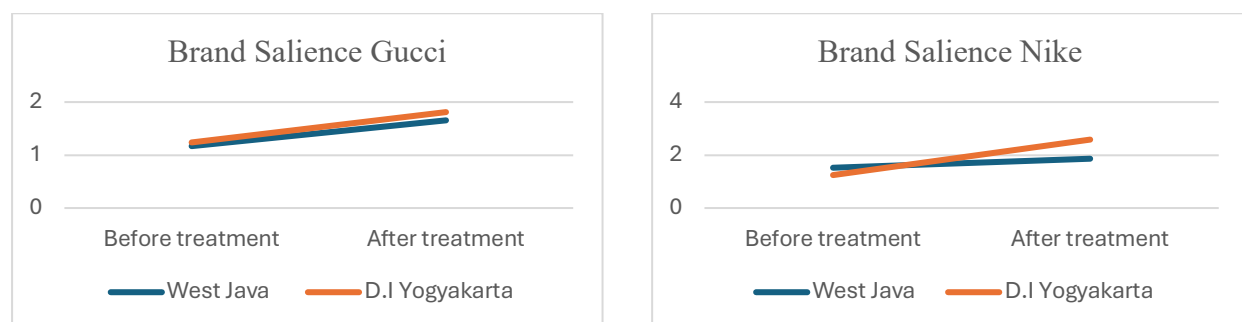 Brand Salience Gucci
2
1
0
Before treatment After treatment
West Java D.I Yogyakarta
Brand Salience Nike
4
2
0
Before treatment After treatment
West Java D.I Yogyakarta